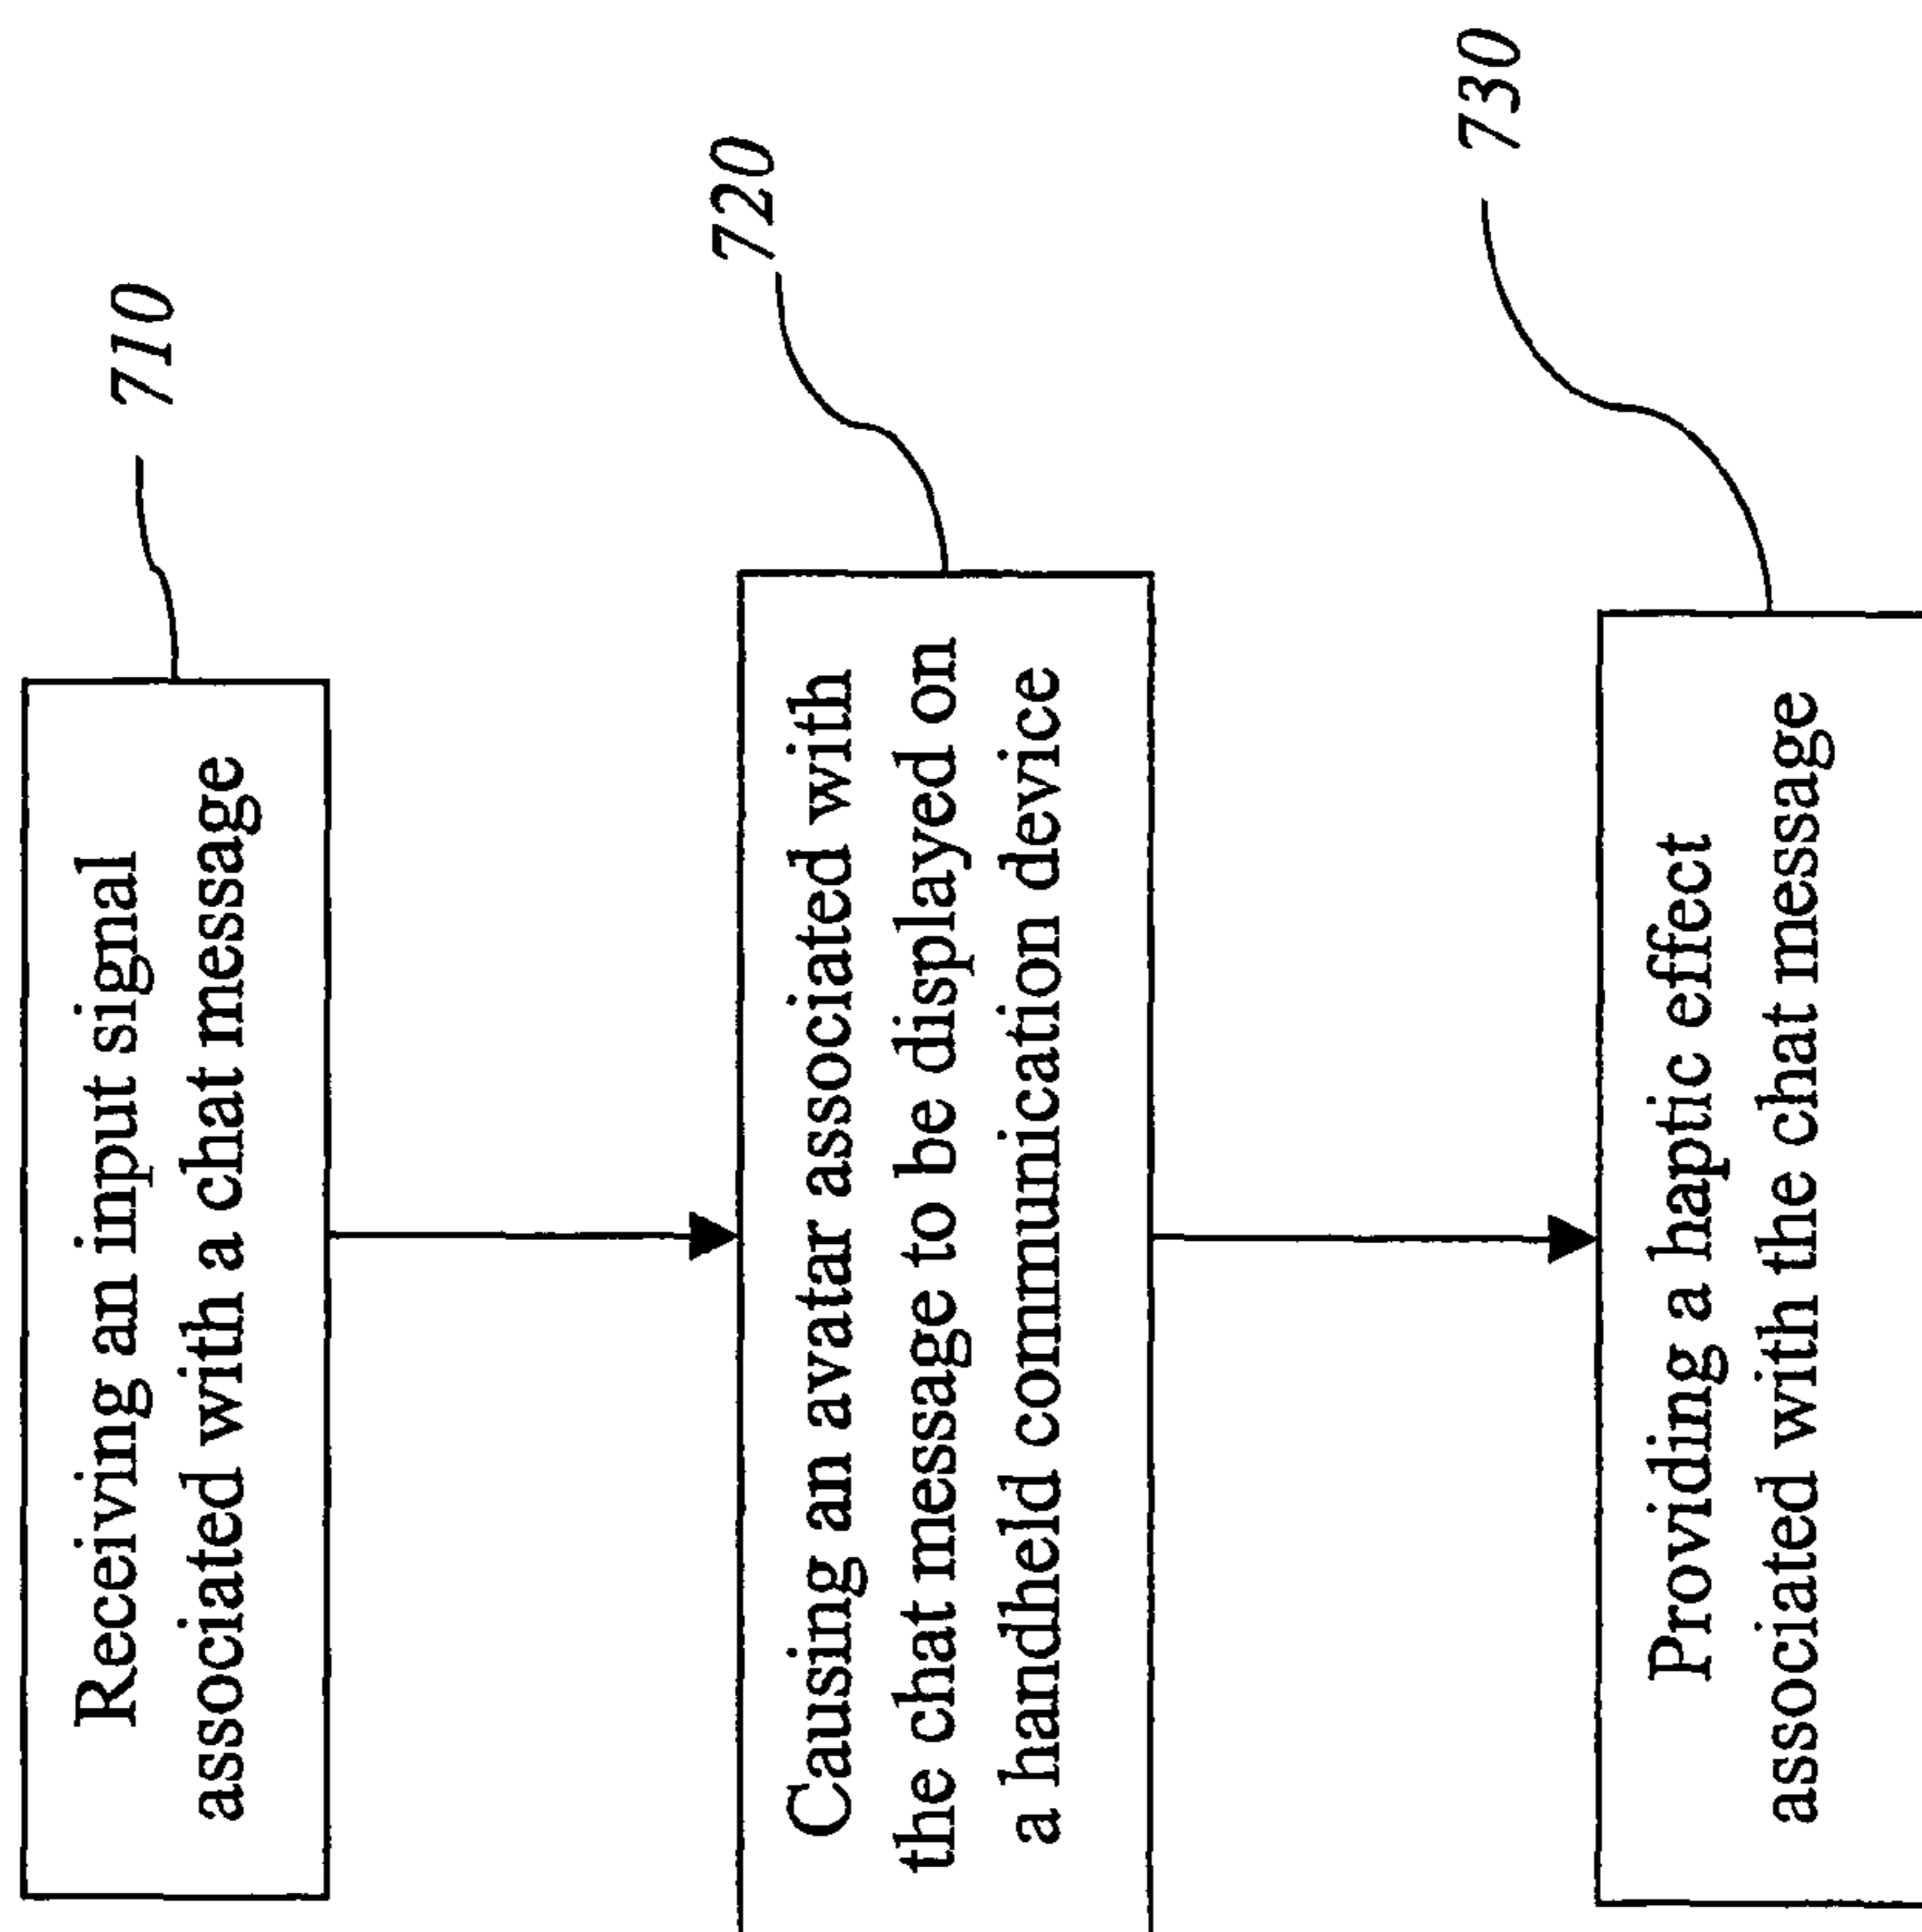 Receiving an input signal
associated with a chat message
710
Causing an avatar associated with
the chat message to be displayed on
a handheld communication device
720
Providing a haptic effect
associated with the chat message
730